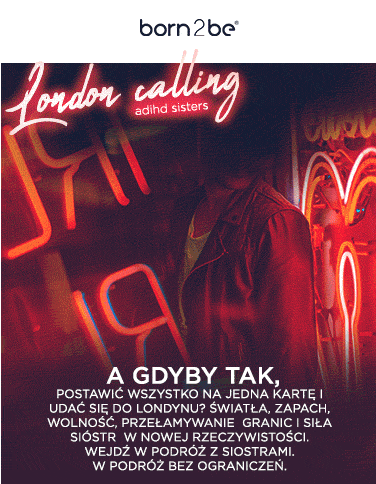 born2be®
London calling
adihd sisters
A GDYBY TAK,
POSTAWIĆ WSZYSTKO NA JEDNA KARTĘ I
UDAĆ SIĘ DO LONDYNU? ŚWIATŁA, ZAPACH,
WOLNOŚĆ, PRZEŁAMYWANIE GRANIC I SIŁA
SIÓSTR W NOWEJ RZECZYWISTOŚCI.
WEJDŹ W PODRÓŻ Z SIOSTRAMI.
W PODRÓŻ BEZ OGRANICZEŃ.